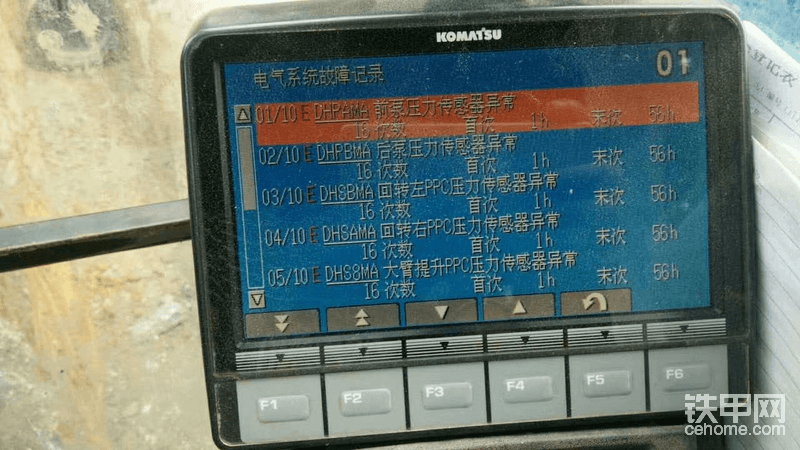 KOMATSU
电气系统故障记录 01
01/10 E DHPAMA 前泵压力传感器异常
16 次数 首次 1h 末次 56h
02/10 E DHPBMA 后泵压力传感器异常
16 次数 首次 1h 末次 56h
03/10 E DHSBMA 回转左PPC压力传感器异常
16 次数 首次 1h 末次 56h
04/10 E DHSAMA 回转右PPC压力传感器异常
16 次数 首次 1h 末次 56h
05/10 E DHS8MA 大臂提升PPC压力传感器异常
16 次数 首次 1h 末次 56h
F1 F2 F3 F4 F5 F6
铁甲网
cehome.com